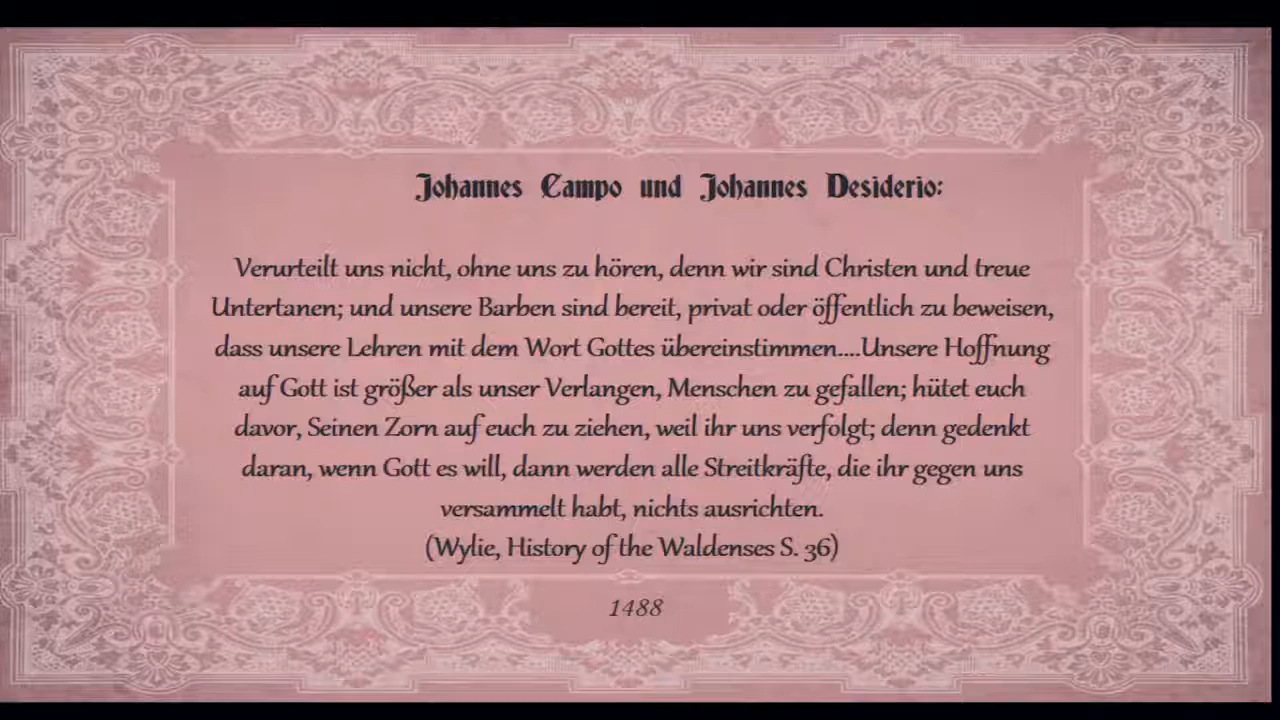 Johannes Campo und Johannes Desiderio:
Verurteilt uns nicht, ohne uns zu hören, denn wir sind Christen und treue
Untertanen; und unsere Barben sind bereit, privat oder öffentlich zu beweisen,
dass unsere Lehren mit dem Wort Gottes übereinstimmen....Unsere Hoffnung
auf Gott ist größer als unser Verlangen, Menschen zu gefallen; hütet euch
davor, Seinen Zorn auf euch zu ziehen, weil ihr uns verfolgt; denn gedenkt
daran, wenn Gott es will, dann werden alle Streitkräfte, die ihr gegen uns
versammelt habt, nichts ausrichten.
(Wylie, History of the Waldenses S. 36)
1488